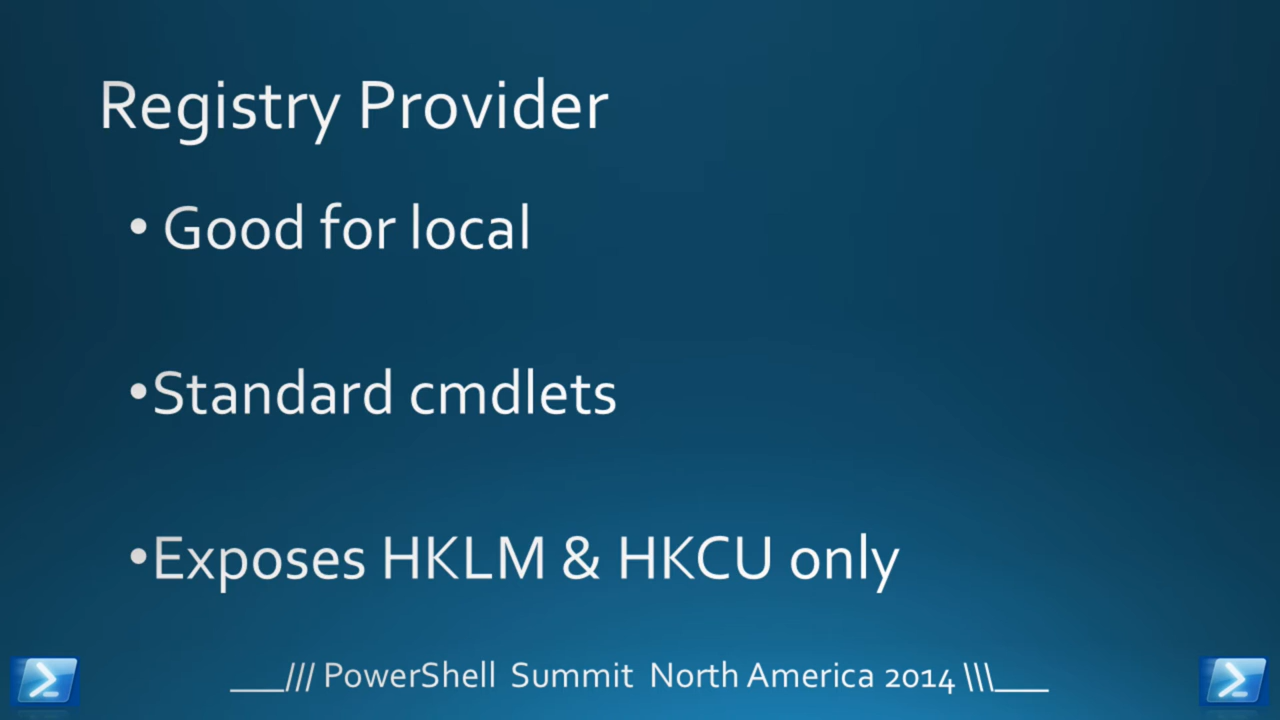 Registry Provider
• Good for local
•Standard cmdlets
•Exposes HKLM & HKCU only
___/// PowerShell Summit North America 2014 \\\___